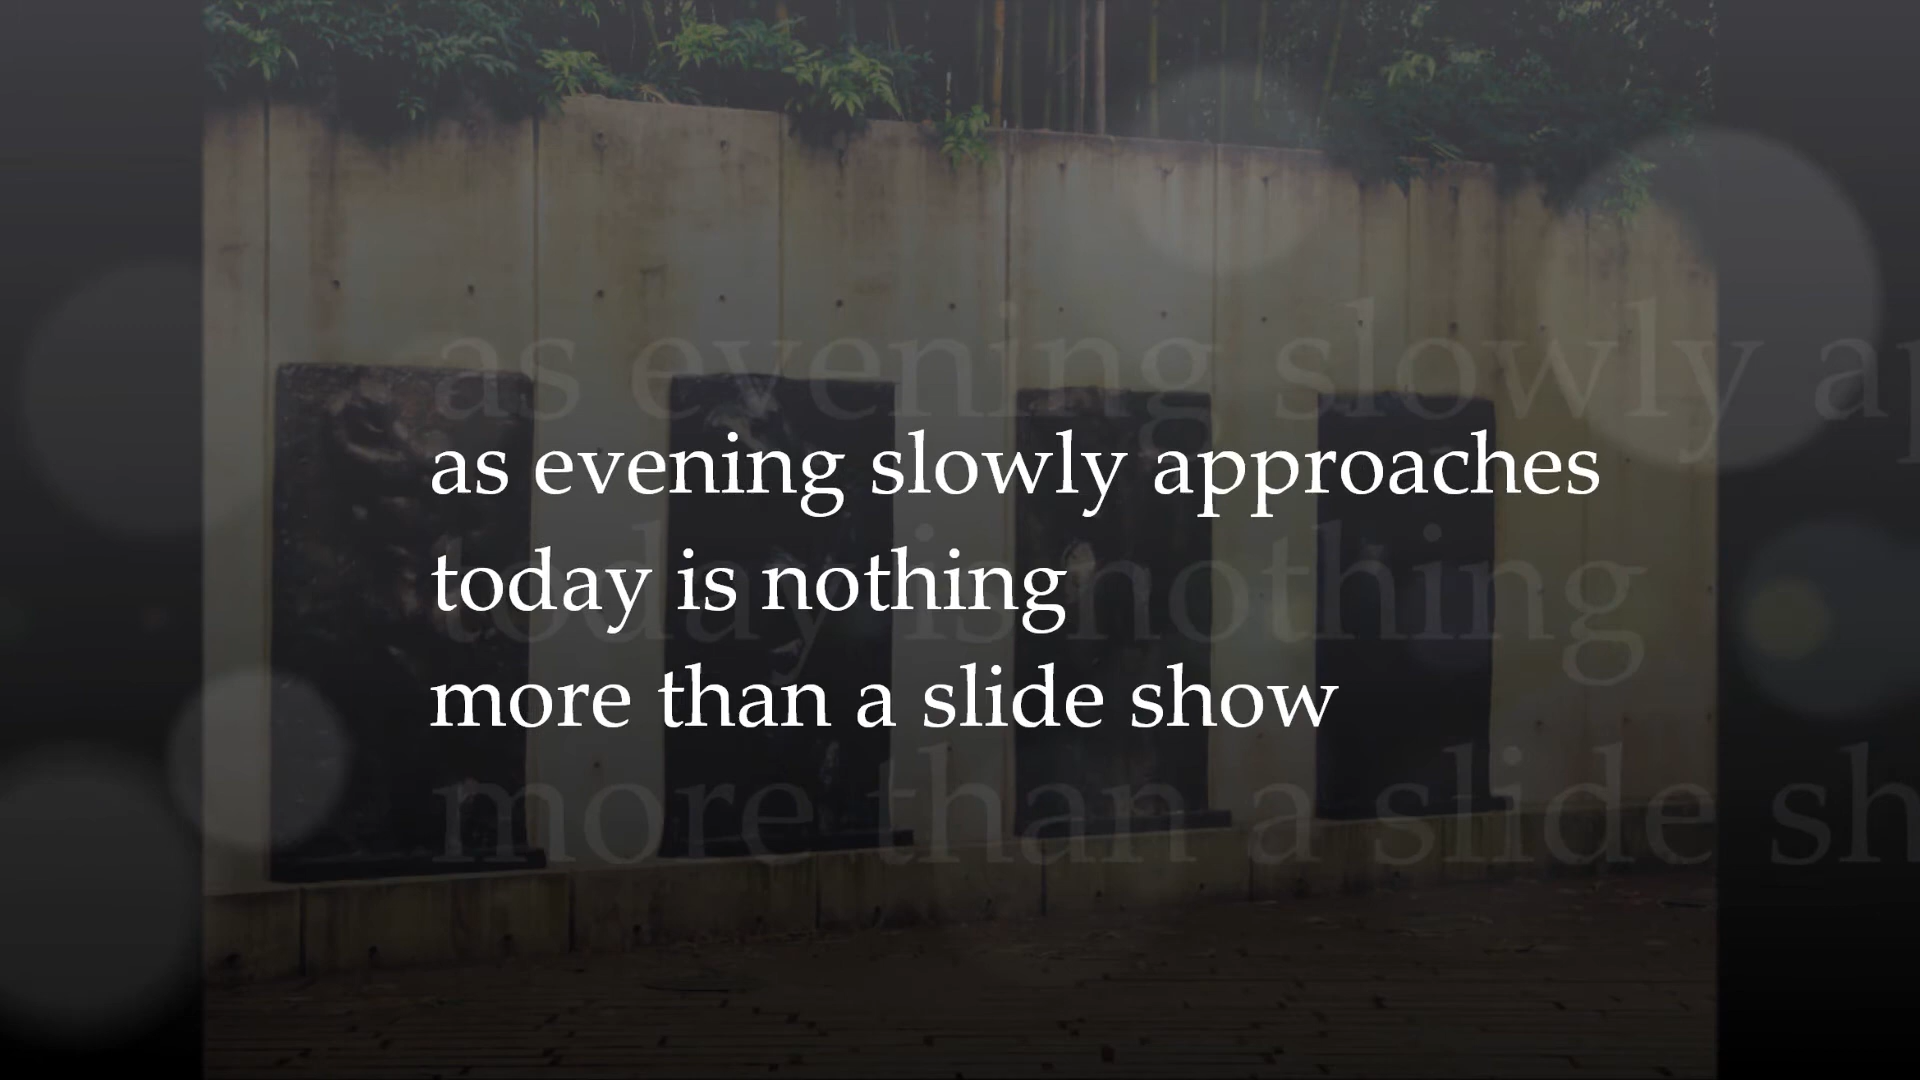 as evening slowly approaches
today is nothing
more than a slide show